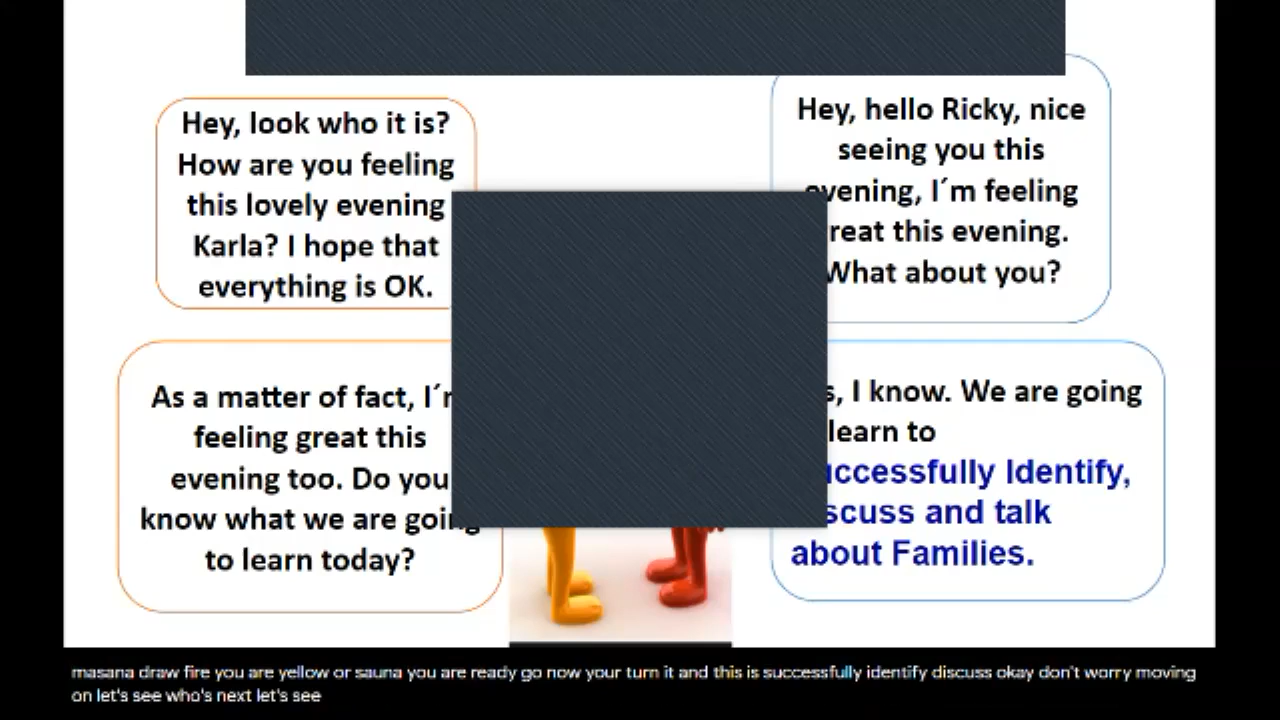 Hey, look who it is?
How are you feeling
this lovely evening
Karla? I hope that
everything is OK.
Hey, hello Ricky, nice
seeing you this
evening, I´m feeling
this evening.
What about you?
As a matter of fact,
feeling great this
evening too. Do you
know what we are going
to learn today?
I know. We are going
learn to
Identify,
and talk
about Families.
masana draw fire you are yellow or sauna you are ready go now your turn it and this is successfully identify discuss okay don't worry moving
on let's see who's next let's see